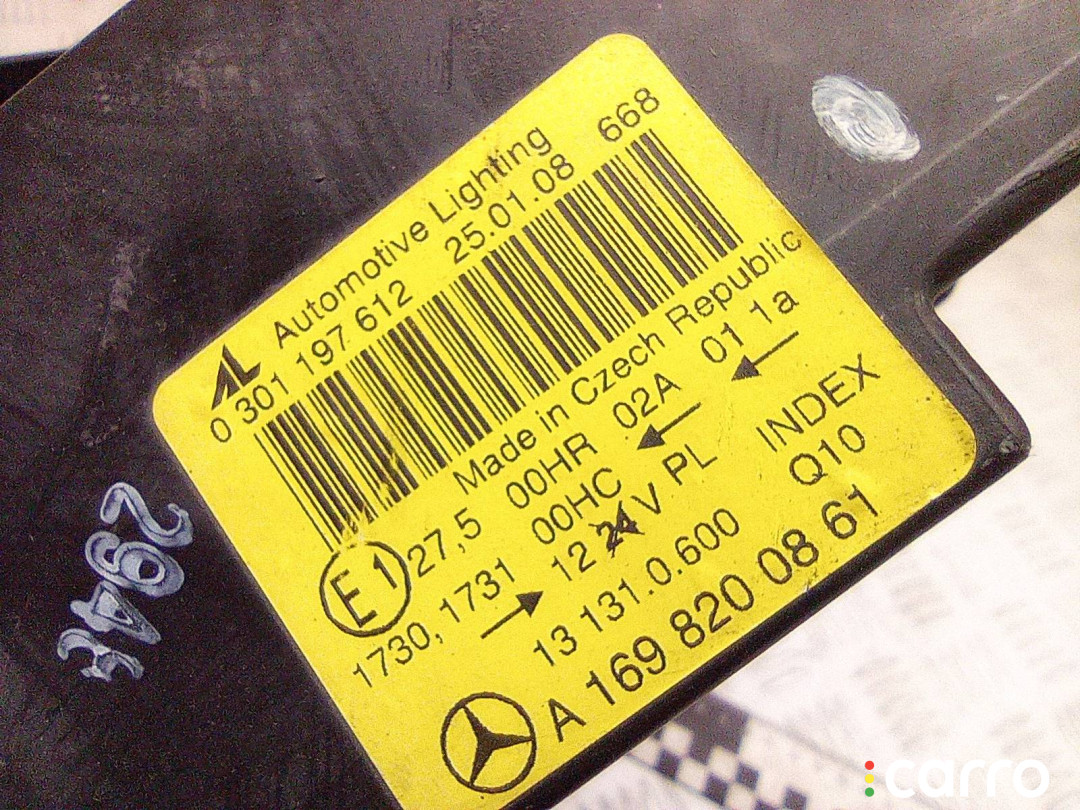 AL Automotive Lighting
0 301 197 612 25.01.08 668
Made in Czech Republic
E1 27,5 00HR 02A 01 1a
1730, 1731 00HC
12 24 V PL INDEX
13 131.0.600 Q10
A 169 820 08 61
carro